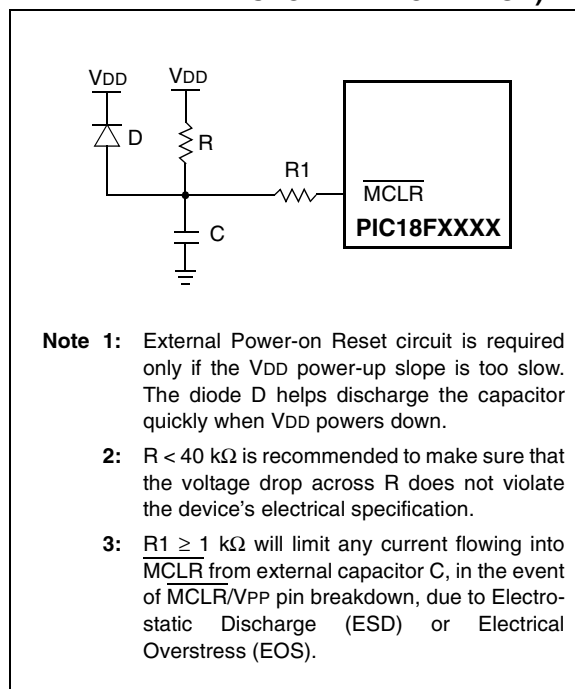 VDD VDD
D
R
R1
MCLR
C
PIC18FXXXX
Note 1: External Power-on Reset circuit is required
only if the VDD power-up slope is too slow.
The diode D helps discharge the capacitor
quickly when VDD powers down.
2: R < 40 kΩ is recommended to make sure that
the voltage drop across R does not violate
the device's electrical specification.
3: R1 ≥ 1 kΩ will limit any current flowing into
MCLR from external capacitor C, in the event
of MCLR/VPP pin breakdown, due to Electro-
static Discharge (ESD) or Electrical
Overstress (EOS).